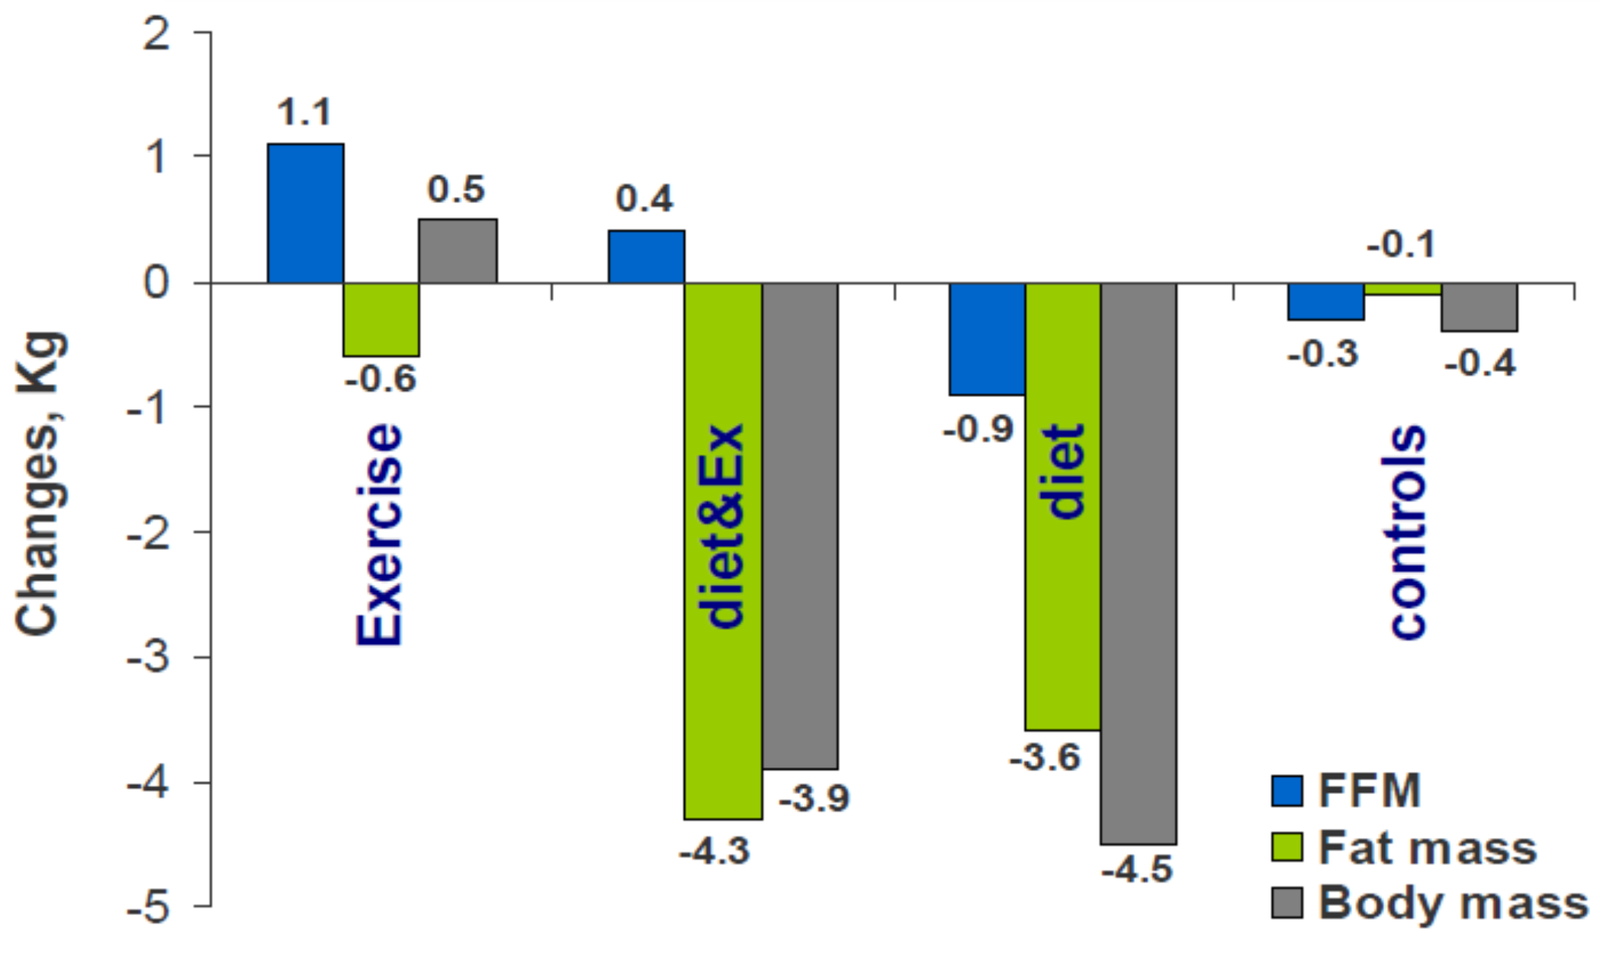 2
1
0
-1
-2
-3
-4
-5
Changes, Kg
1.1
-0.6
0.5
Exercise
0.4
-4.3
-3.9
diet&Ex
-0.9
-3.6
-4.5
diet
-0.3
-0.1
-0.4
controls
FFM
Fat mass
Body mass